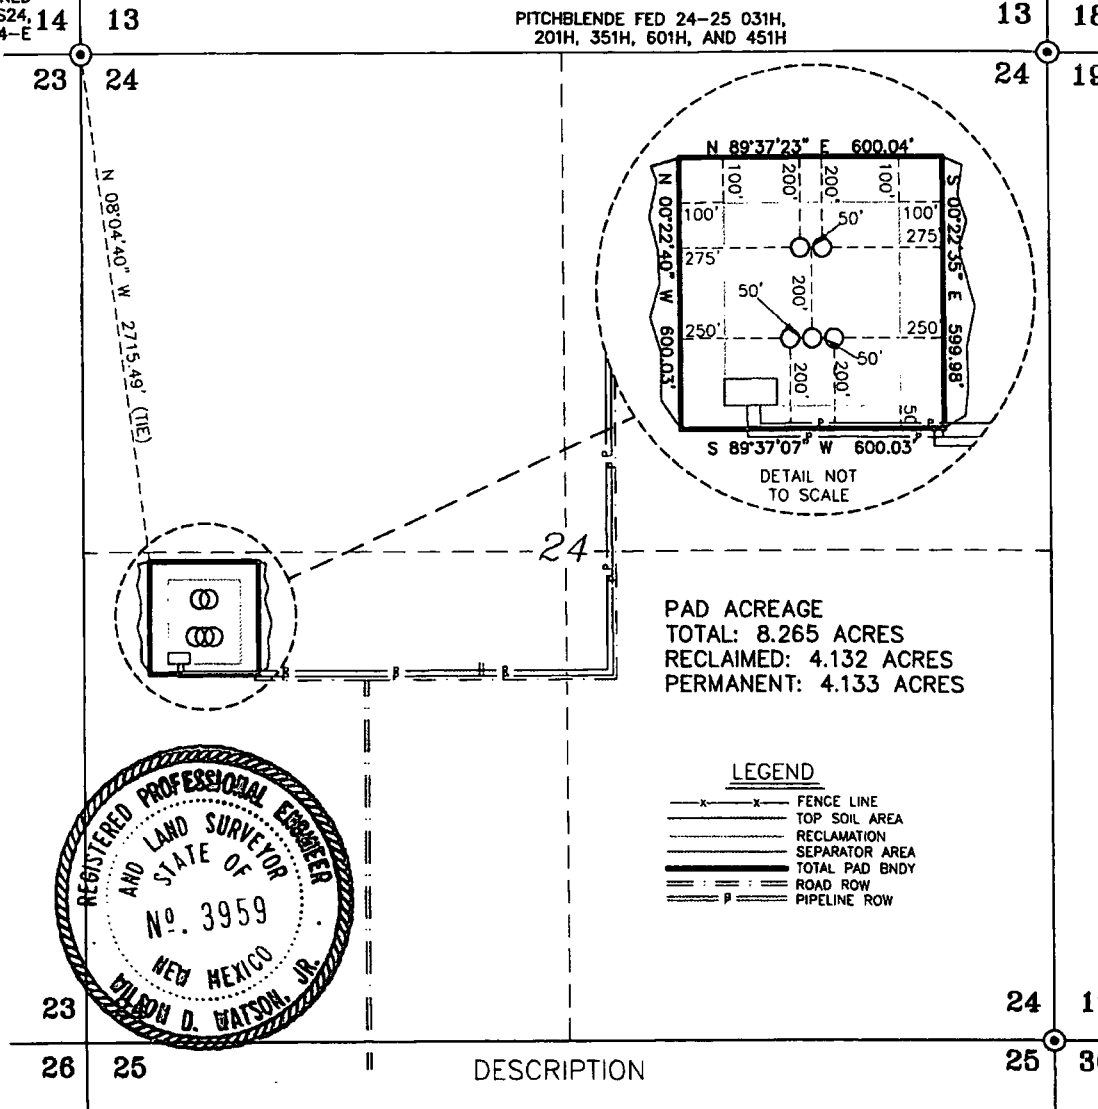 S24,
4-E
14 13
PITCHBLENDE FED 24-25 031H,
201H, 351H, 601H, AND 451H
13 18
23 24
24 19
N 08°04'40" W 2715.49' (TIE)
N 89°37'23" E 600.04'
N 00°22'40" W 600.03'
S 00°22'35" E 599.98'
100' 200' 200' 100'
100' 100'
50'
275' 275'
200'
50'
250' 250'
50'
200' 200'
50
P P P
S 89°37'07" W 600.03'
DETAIL NOT
TO SCALE
P
P
24
P P P
PAD ACREAGE
TOTAL: 8.265 ACRES
RECLAIMED: 4.132 ACRES
PERMANENT: 4.133 ACRES
LEGEND
x x FENCE LINE
TOP SOIL AREA
RECLAMATION
SEPARATOR AREA
TOTAL PAD BNDY
ROAD ROW
P PIPELINE ROW
REGISTERED PROFESSIONAL ENGINEER
AND LAND SURVEYOR
STATE OF
Nº. 3959
NEW MEXICO
WILSON D. WATSON, JR.
23
24
26 25
25
DESCRIPTION